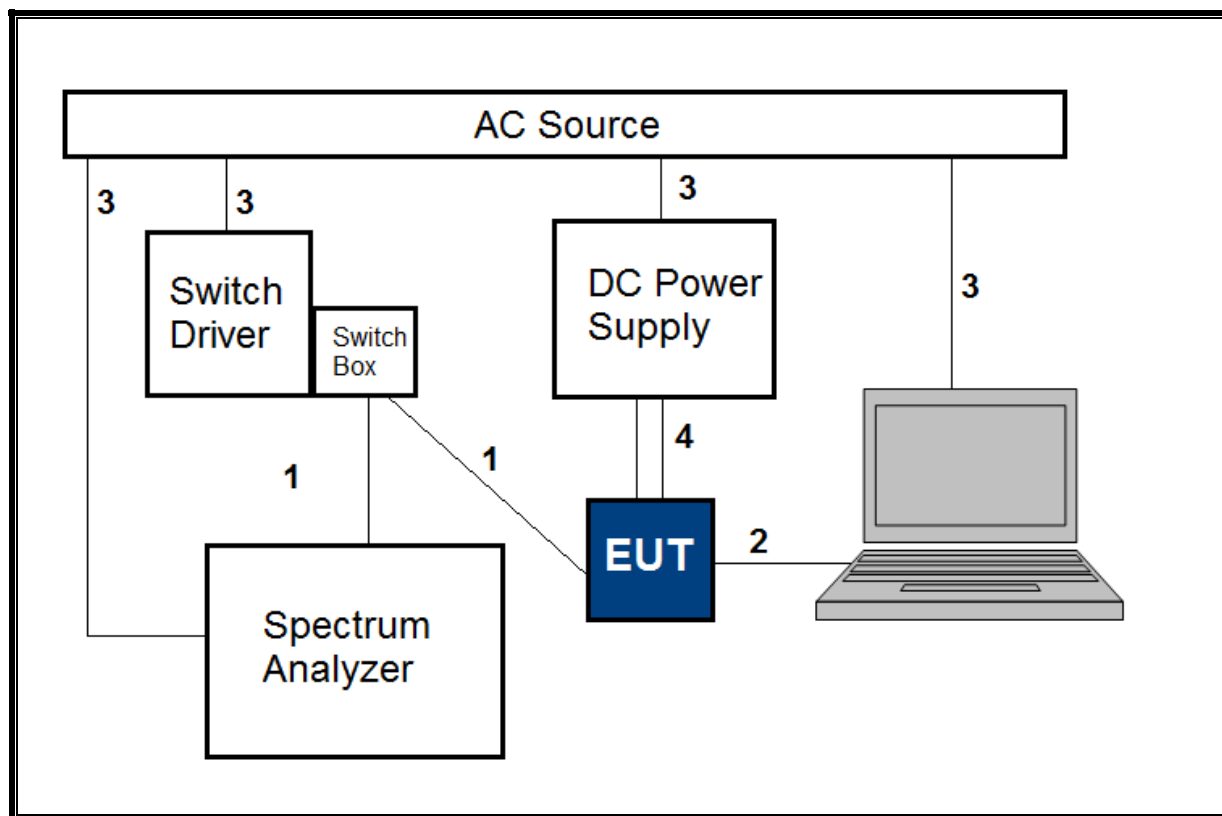 AC Source
3
3
3
3
Switch
Driver
Switch
Box
DC Power
Supply
1
1
4
EUT
2
Spectrum
Analyzer